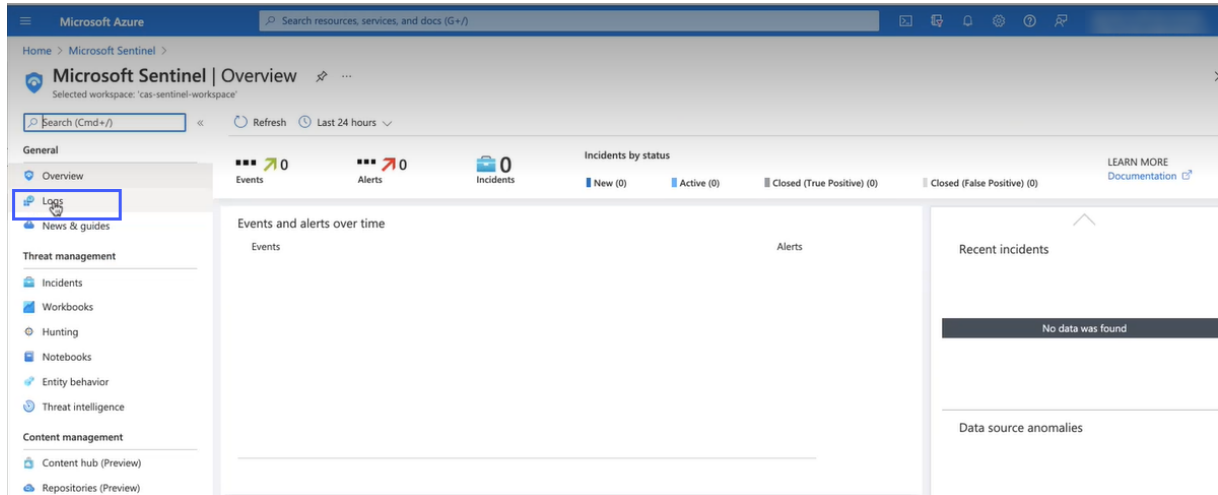 Microsoft Azure
Search resources, services, and docs (G+/)
Home > Microsoft Sentinel >
Microsoft Sentinel | Overview
Selected workspace: 'cas-sentinel-workspace'
Search (Cmd+/)
«
Refresh
Last 24 hours
General
Overview
Logs
News & guides
Threat management
Incidents
Workbooks
Hunting
Notebooks
Entity behavior
Threat intelligence
Content management
Content hub (Preview)
Repositories (Preview)
0
Events
0
Alerts
0
Incidents
Incidents by status
New (0)
Active (0)
Closed (True Positive) (0)
Closed (False Positive) (0)
LEARN MORE
Documentation
Events and alerts over time
Events
Alerts
Recent incidents
No data was found
Data source anomalies